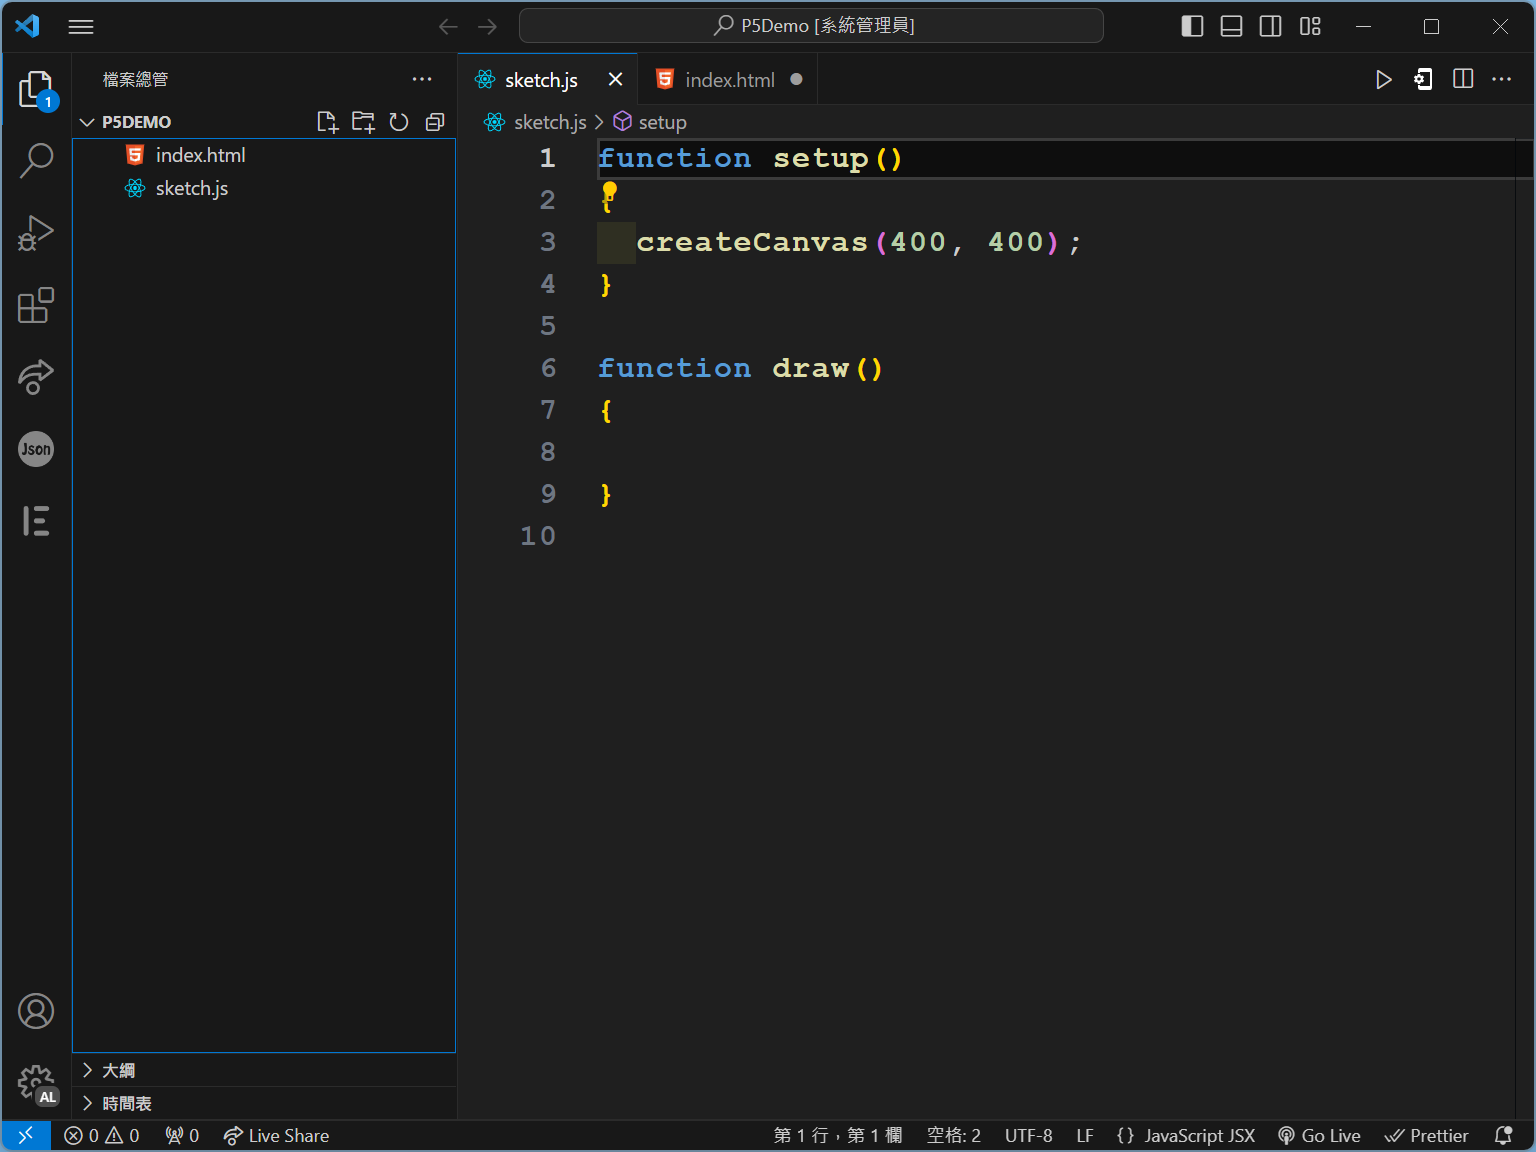 P5Demo [系統管理員]
檔案總管
sketch.js
index.html
1
P5DEMO
sketch.js
setup
index.html
sketch.js
1 function setup()
2 {
3 createCanvas(400, 400);
4 }
5
6 function draw()
7 {
8
9 }
10
Json
大綱
時間表
AL
0 0
0
Live Share
第 1 行，第 1 欄
空格: 2
UTF-8
LF
{} JavaScript JSX
Go Live
Prettier